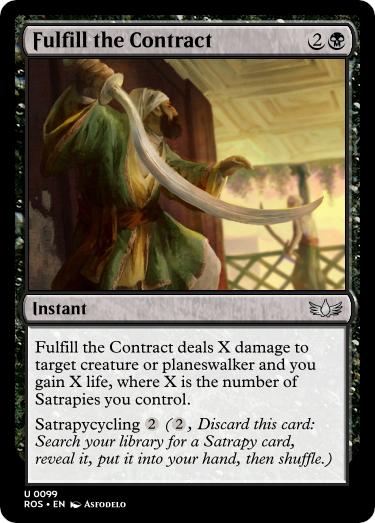 Fulfill the Contract 2
Instant
Fulfill the Contract deals X damage to
target creature or planeswalker and you
gain X life, where X is the number of
Satrapies you control.
Satrapycycling 2 (2, Discard this card:
Search your library for a Satrapy card,
reveal it, put it into your hand, then shuffle.)
U 0099
ROS • EN Asfodelo